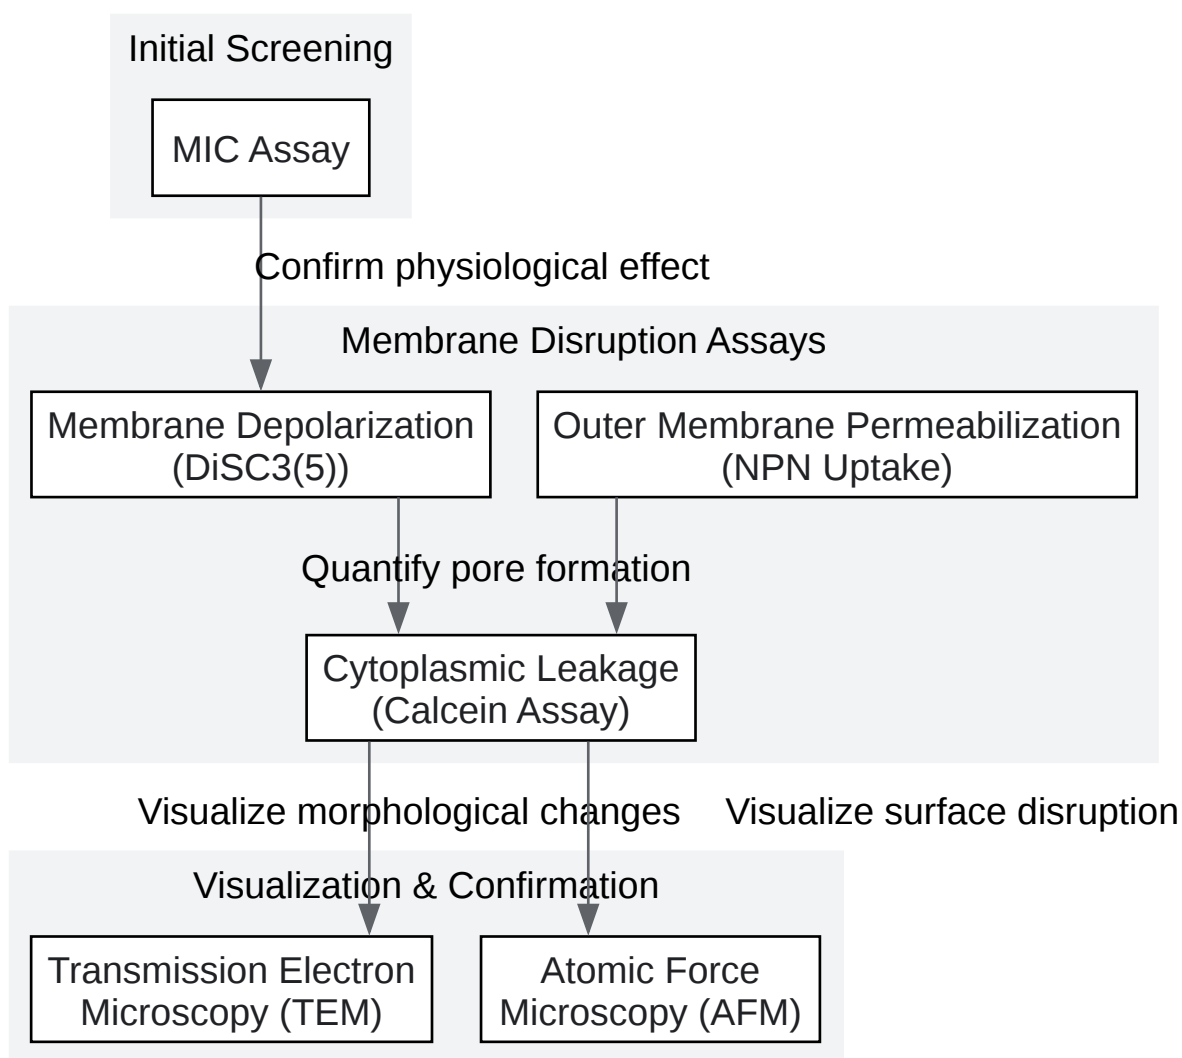 Initial Screening
MIC Assay
Confirm physiological effect
Membrane Disruption Assays
Membrane Depolarization
(DiSC3(5))
Outer Membrane Permeabilization
(NPN Uptake)
Quantify pore formation
Cytoplasmic Leakage
(Calcein Assay)
Visualize morphological changes
Visualize surface disruption
Visualization & Confirmation
Transmission Electron
Microscopy (TEM)
Atomic Force
Microscopy (AFM)